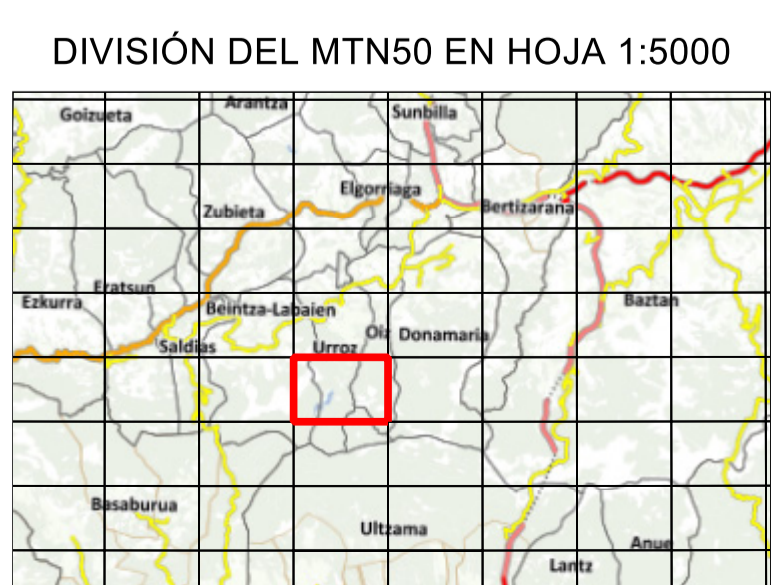 DIVISIÓN DEL MTN50 EN HOJA 1:5000
Arantza
Goizueta
Sunbilla
Elgorriaga
Zubieta
Bertizarana
Eratsun
Ezkurra
Beintza-Labaien
Baztan
Oiz
Donamaria
Saldias
Urroz
Basaburua
Ultzama
Anue
Lantz